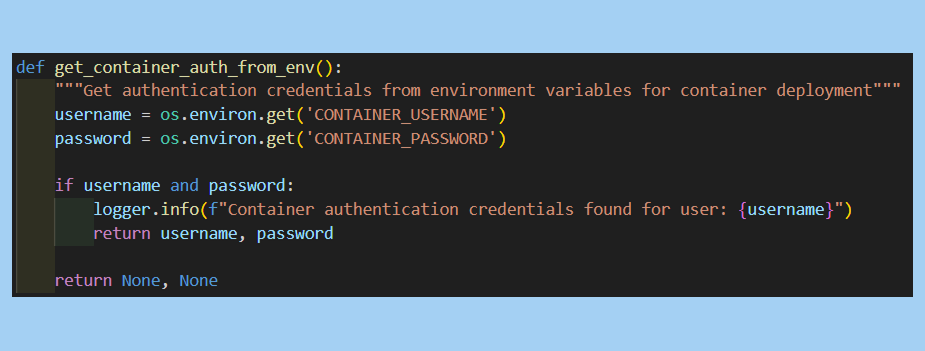 def get_container_auth_from_env():
    """Get authentication credentials from environment variables for container deployment"""
    username = os.environ.get('CONTAINER_USERNAME')
    password = os.environ.get('CONTAINER_PASSWORD')

    if username and password:
        logger.info(f"Container authentication credentials found for user: {username}")
        return username, password

    return None, None